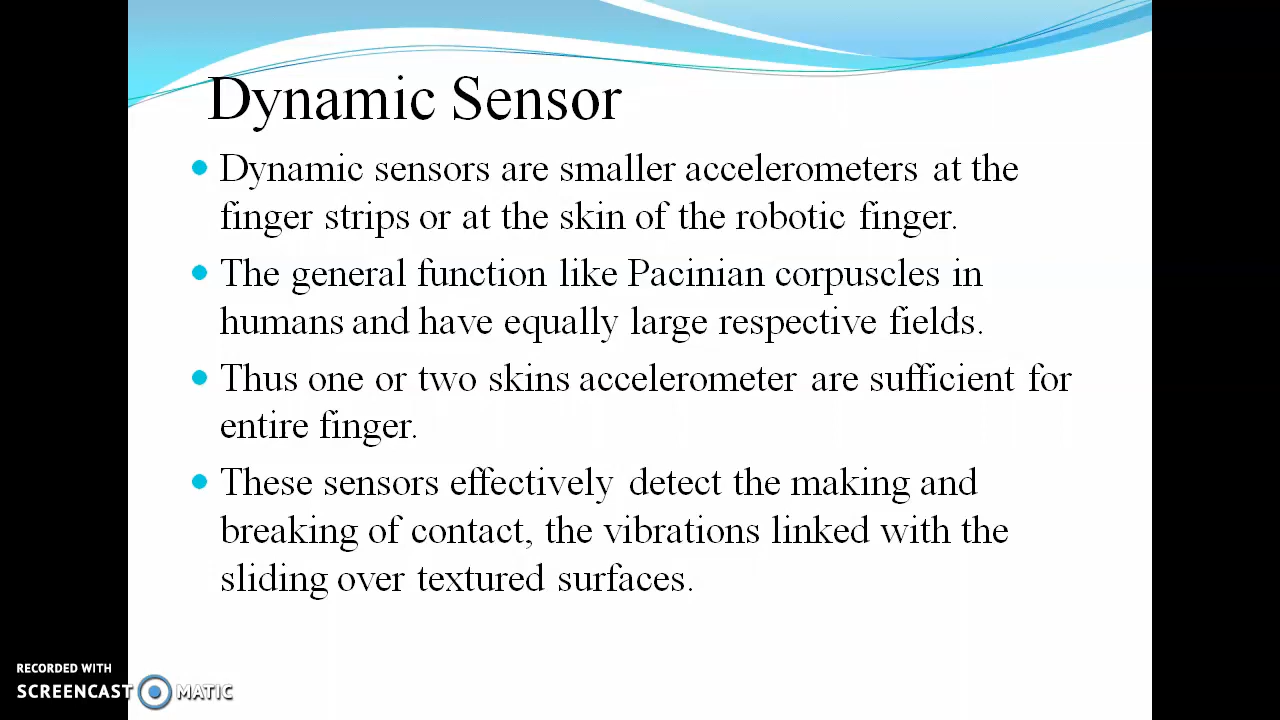 Dynamic Sensor
Dynamic sensors are smaller accelerometers at the
finger strips or at the skin of the robotic finger.
The general function like Pacinian corpuscles in
humans and have equally large respective fields.
Thus one or two skins accelerometer are sufficient for
entire finger.
These sensors effectively detect the making and
breaking of contact, the vibrations linked with the
sliding over textured surfaces.
RECORDED WITH
SCREENCAST MATIC